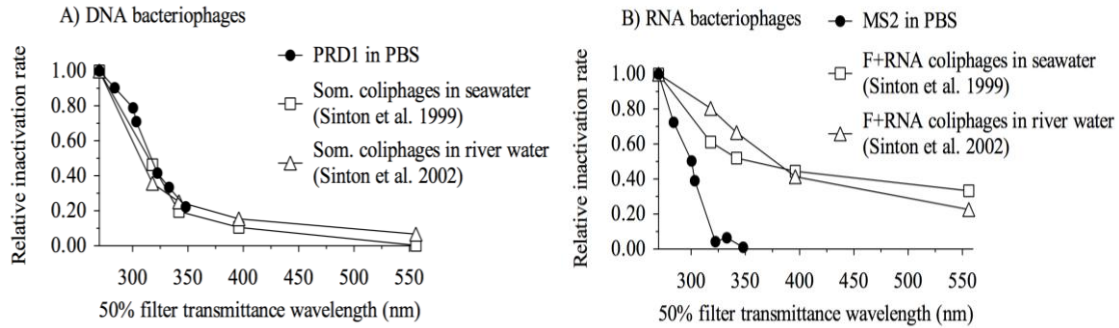 A) DNA bacteriophages
PRD1 in PBS
Som. coliphages in seawater
(Sinton et al. 1999)
Som. coliphages in river water
(Sinton et al. 2002)
Relative inactivation rate
1.00
0.80
0.60
0.40
0.20
0.00
300 350 400 450 500 550
50% filter transmittance wavelength (nm)
B) RNA bacteriophages
MS2 in PBS
F+RNA coliphages in seawater
(Sinton et al. 1999)
F+RNA coliphages in river water
(Sinton et al. 2002)
Relative inactivation rate
1.00
0.80
0.60
0.40
0.20
0.00
300 350 400 450 500 550
50% filter transmittance wavelength (nm)